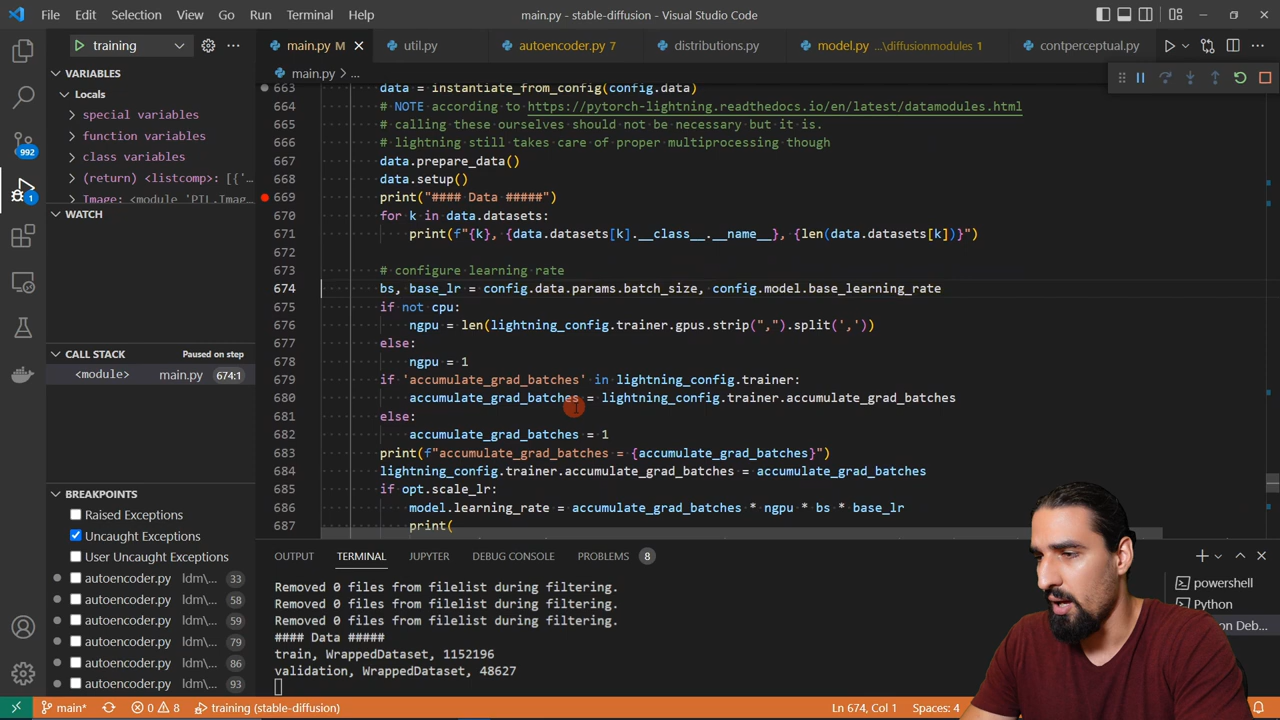 File Edit Selection View Go Run Terminal Help main.py - stable-diffusion - Visual Studio Code
training
main.py M util.py autoencoder.py 7 distributions.py model.py ...\diffusionmodules 1 contperceptual.py
main.py > ...
VARIABLES
Locals
special variables
function variables
class variables
(return) <listcomp>: [{'...
Image: <module 'PIL.Imag...
WATCH
CALL STACK Paused on step
<module> main.py 674:1
BREAKPOINTS
Raised Exceptions
Uncaught Exceptions
User Uncaught Exceptions
autoencoder.py ldm\... 33
autoencoder.py ldm\... 58
autoencoder.py ldm\... 59
autoencoder.py ldm\... 79
autoencoder.py ldm\... 86
autoencoder.py ldm\... 93
992
1
663 data = instantiate_from_config(config.data)
664 # NOTE according to https://pytorch-lightning.readthedocs.io/en/latest/datamodules.html
665 # calling these ourselves should not be necessary but it is.
666 # lightning still takes care of proper multiprocessing though
667 data.prepare_data()
668 data.setup()
669 print("#### Data #####")
670 for k in data.datasets:
671 print(f"{k}, {data.datasets[k].__class__.__name__}, {len(data.datasets[k])}")
672
673 # configure learning rate
674 bs, base_lr = config.data.params.batch_size, config.model.base_learning_rate
675 if not cpu:
676 ngpu = len(lightning_config.trainer.gpus.strip(",").split(','))
677 else:
678 ngpu = 1
679 if 'accumulate_grad_batches' in lightning_config.trainer:
680 accumulate_grad_batches = lightning_config.trainer.accumulate_grad_batches
681 else:
682 accumulate_grad_batches = 1
683 print(f"accumulate_grad_batches = {accumulate_grad_batches}")
684 lightning_config.trainer.accumulate_grad_batches = accumulate_grad_batches
685 if opt.scale_lr:
686 model.learning_rate = accumulate_grad_batches * ngpu * bs * base_lr
687 print(
OUTPUT TERMINAL JUPYTER DEBUG CONSOLE PROBLEMS 8
Removed 0 files from filelist during filtering.
Removed 0 files from filelist during filtering.
Removed 0 files from filelist during filtering.
#### Data #####
train, WrappedDataset, 1152196
validation, WrappedDataset, 48627
powershell
Python
on Deb...
main* 0 8 training (stable-diffusion) Ln 674, Col 1 Spaces: 4